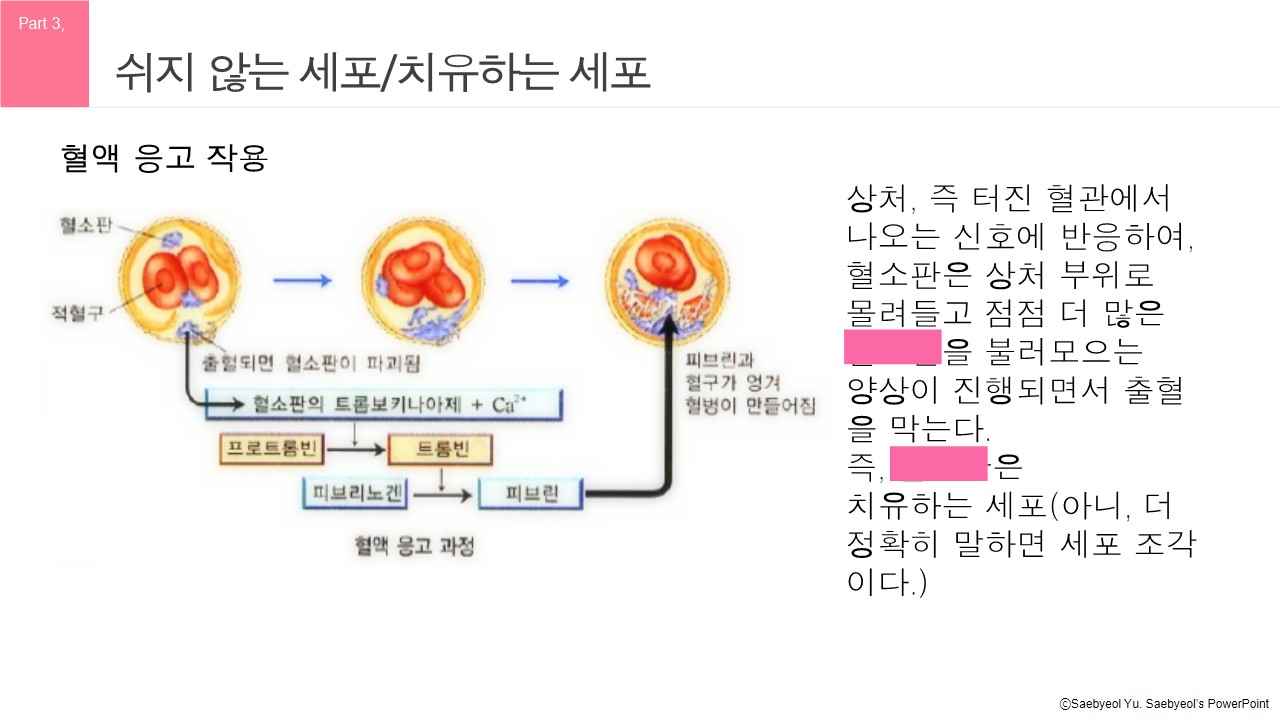 Part 3,
쉬지 않는 세포/치유하는 세포
혈액 응고 작용
혈소판
적혈구
출혈되면 혈소판이 파괴됨
혈소판의 트롬보키나아제 + Ca²⁺
프로트롬빈
트롬빈
피브리노겐
피브린
피브린과
혈구가 엉겨
혈병이 만들어짐
혈액 응고 과정
상처, 즉 터진 혈관에서
나오는 신호에 반응하여,
혈소판은 상처 부위로
몰려들고 점점 더 많은
을 불러모으는
양상이 진행되면서 출혈
을 막는다.
즉, 은
치유하는 세포(아니, 더
정확히 말하면 세포 조각
이다.)
©Saebyeol Yu. Saebyeol's PowerPoint